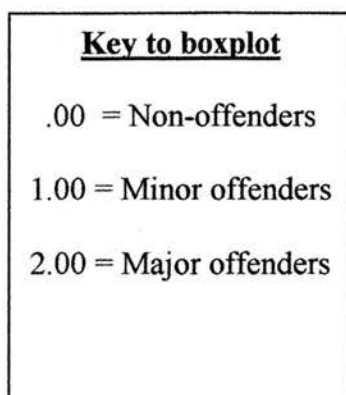 Key to boxplot
.00 = Non-offenders
1.00 = Minor offenders
2.00 = Major offenders